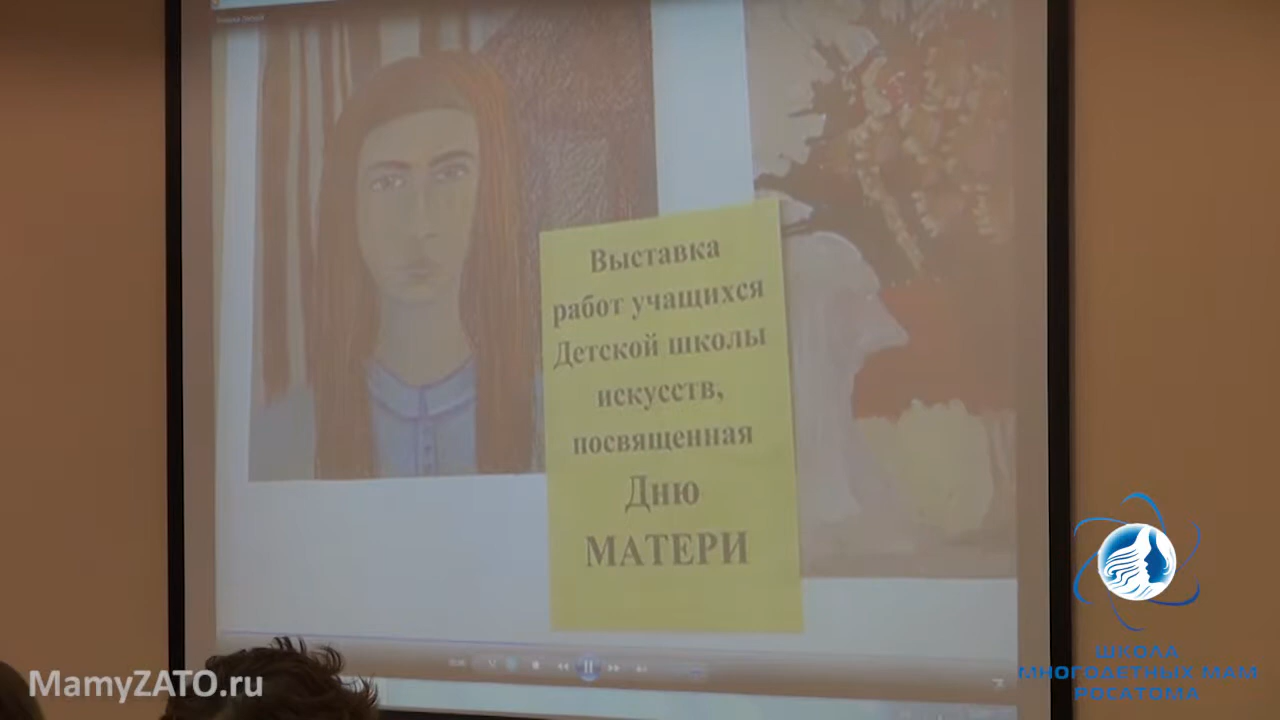 Выставка
работ учащихся
Детской школы
искусств,
посвященная
Дню
МАТЕРИ
MamyZATO.ru
ШКОЛА
МНОГОДЕТНЫХ МАМ
РОСАТОМА